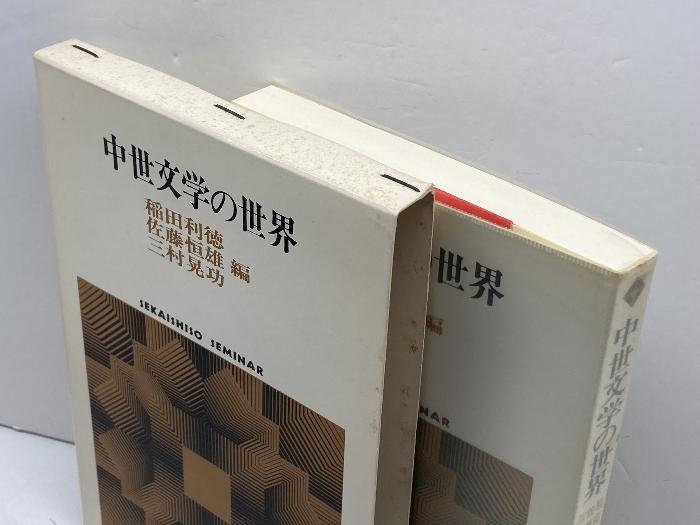 中世文学の世界
稲田利徳
佐藤恒雄 編
三村晃功
SEKAISHISO SEMINAR
世界
編
NAR
中世文学の世界